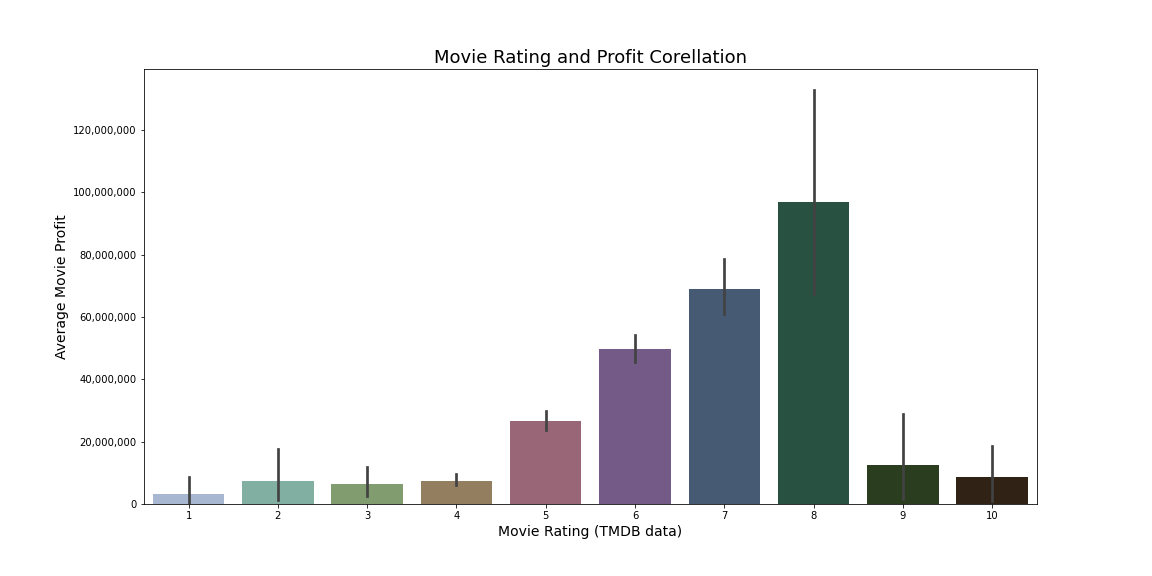 Movie Rating and Profit Corellation
120,000,000
100,000,000
80,000,000
60,000,000
40,000,000
20,000,000
0
Average Movie Profit
1 2 3 4 5 6 7 8 9 10
Movie Rating (TMDB data)